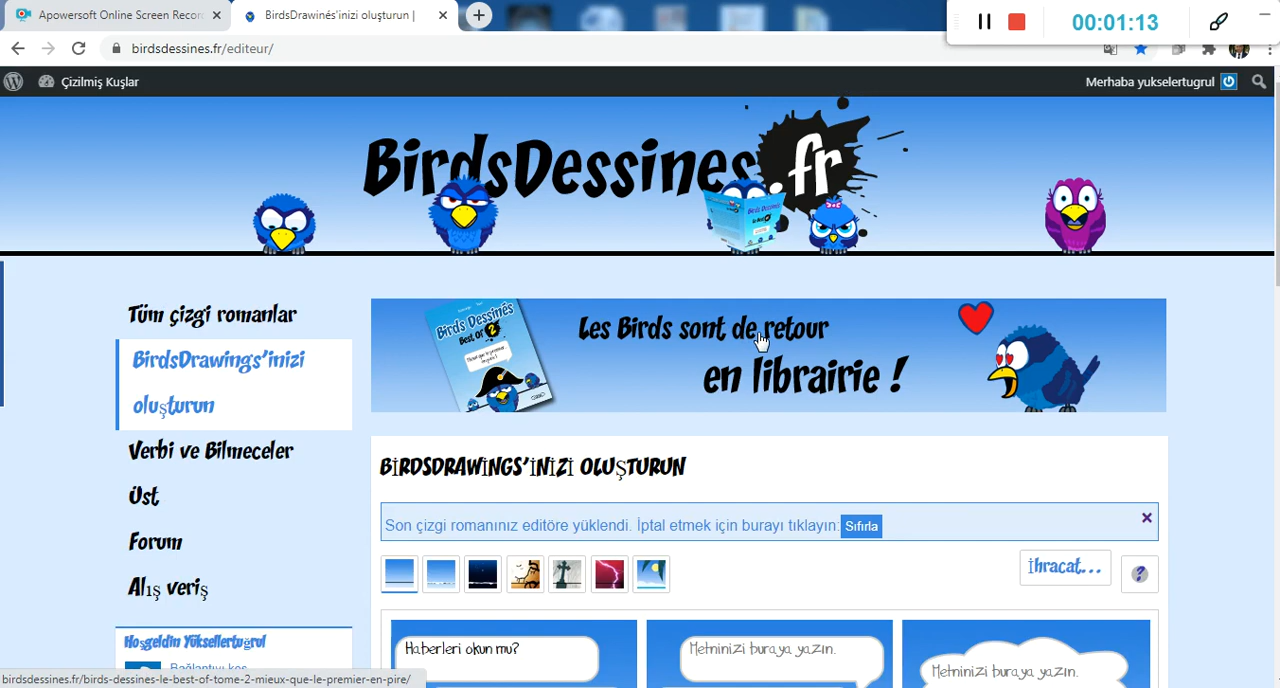 Apowersoft Online Screen Recor
BirdsDrawinés'inizi oluşturun |
00:01:13
birdsdessines.fr/editeur/
Çizilmiş Kuşlar
Merhaba yukselertugrul
BirdsDessines.fr
Tüm çizgi romanlar
BirdsDrawings'inizi
oluşturun
Verbi ve Bilmeceler
Üst
Forum
Alış veriş
Hoşgeldin Yüksellertuğrul
Bağlantıyı kes
Birds Dessinés
Best of 2
Les Birds sont de retour
en librairie !
BİRDSDRAWİNGS'İNİZİ OLUŞTURUN
Son çizgi romanınız editöre yüklendi. İptal etmek için burayı tıklayın: Sıfırla
İhracat...
?
Haberleri okun mu?
Metninizi buraya yazın.
Metninizi buraya yazın.
birdsdessines.fr/birds-dessines-le-best-of-tome-2-mieux-que-le-premier-en-pire/